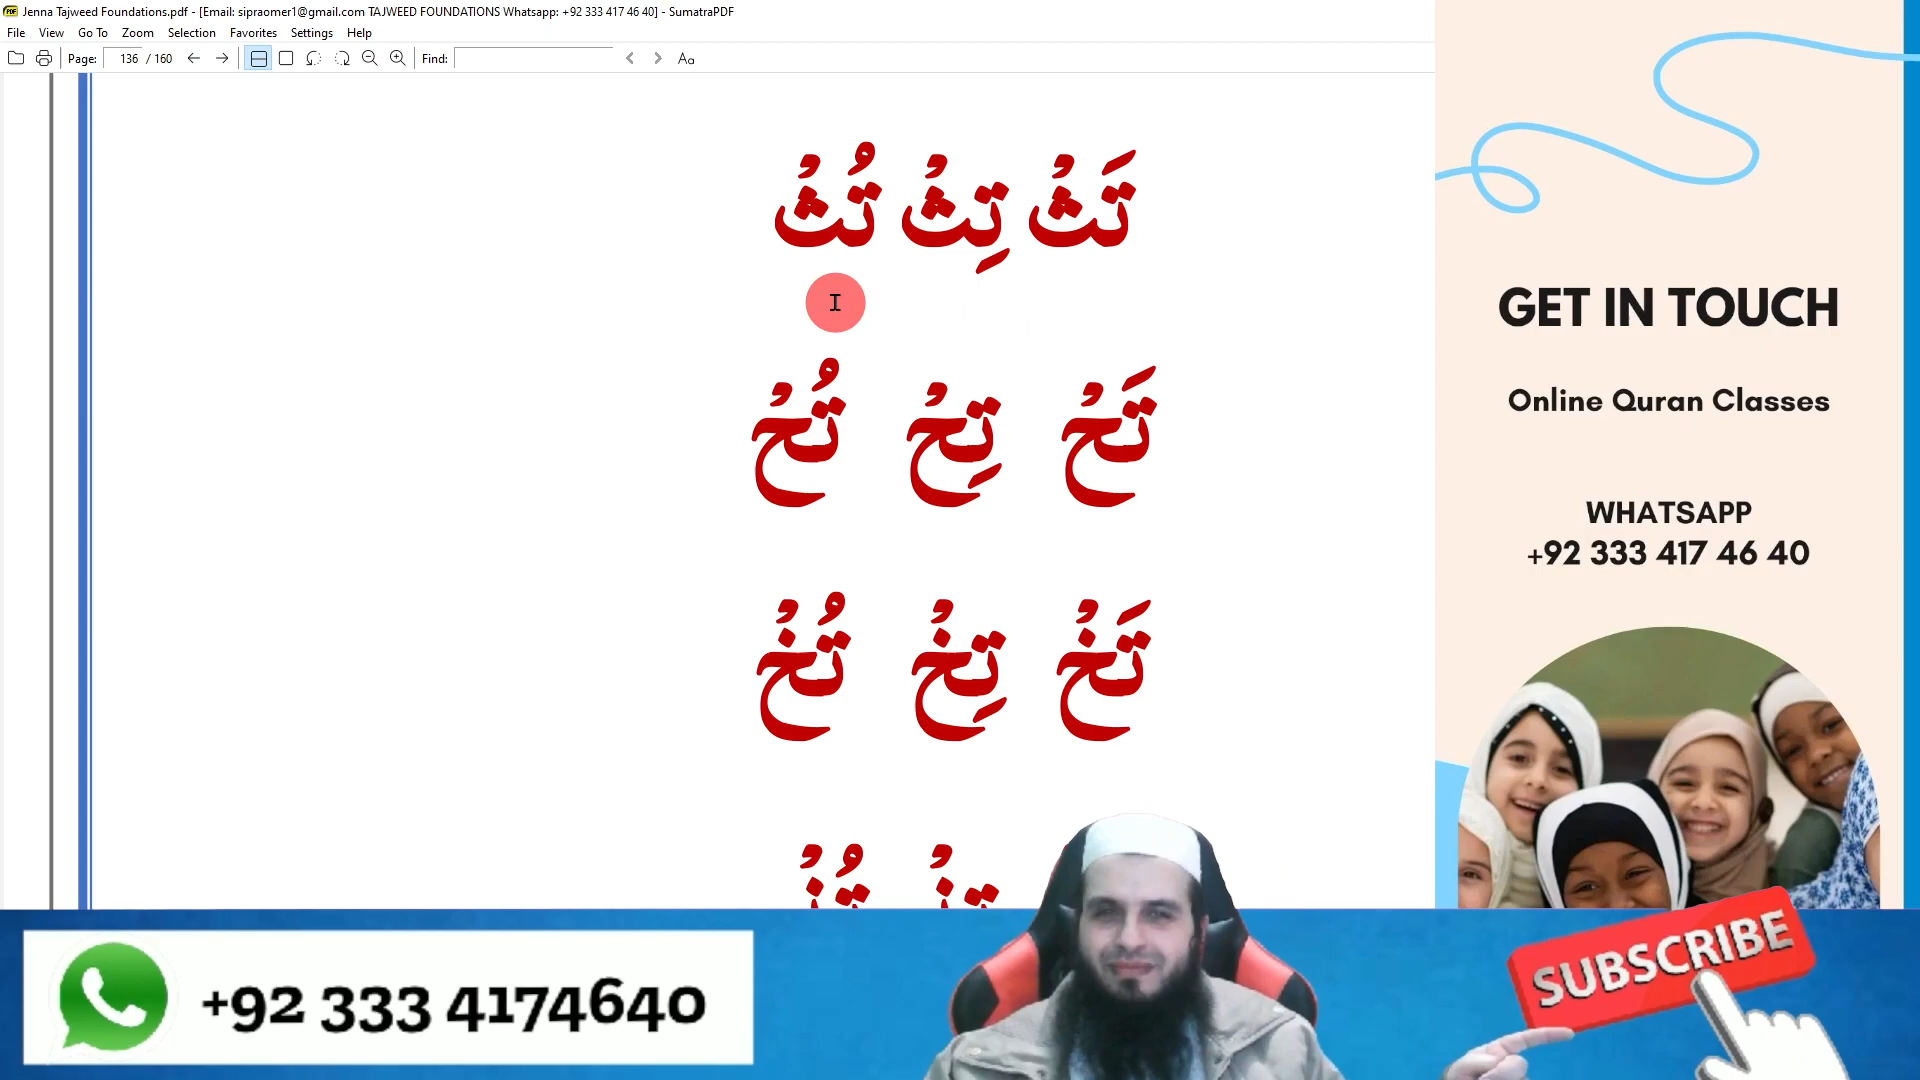 Jenna Tajweed Foundations.pdf - [Email: sipraomer1@gmail.com TAJWEED FOUNDATIONS Whatsapp: +92 333 417 46 40] - SumatraPDF
File View Go To Zoom Selection Favorites Settings Help
Page: 136 / 160 Find: Aa
تَثْ تِثْ تُثْ
تَحْ تِحْ تُحْ
تَخْ تِخْ تُخْ
GET IN TOUCH
Online Quran Classes
WHATSAPP
+92 333 417 46 40
+92 333 4174640
SUBSCRIBE